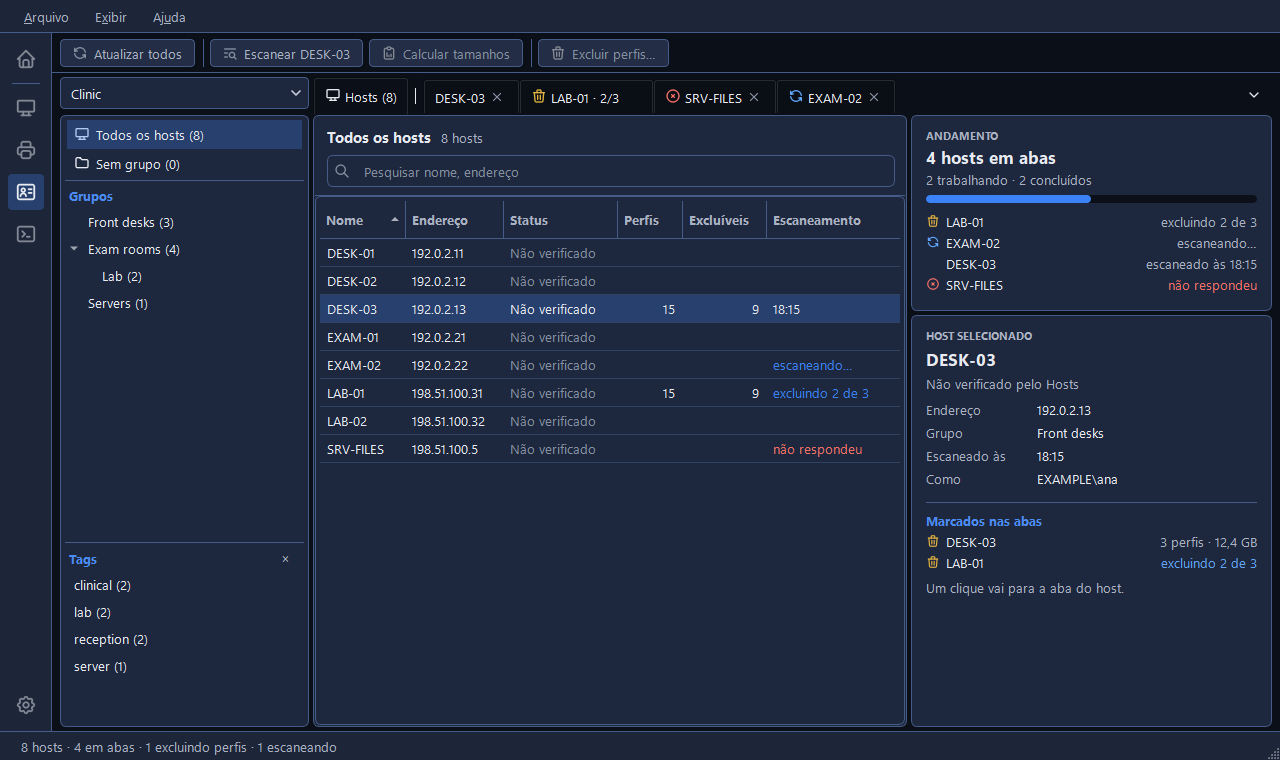 Arquivo Exibir Ajuda
Atualizar todos Escanear DESK-03 Calcular tamanhos Excluir perfis...
Clinic
Hosts (8) DESK-03 LAB-01 · 2/3 SRV-FILES EXAM-02
Todos os hosts (8)
Sem grupo (0)
Grupos
Front desks (3)
Exam rooms (4)
Lab (2)
Servers (1)
Tags
clinical (2)
lab (2)
reception (2)
server (1)
Todos os hosts 8 hosts
Pesquisar nome, endereço
Nome Endereço Status Perfis Excluíveis Escaneamento
DESK-01 192.0.2.11 Não verificado
DESK-02 192.0.2.12 Não verificado
DESK-03 192.0.2.13 Não verificado 15 9 18:15
EXAM-01 192.0.2.21 Não verificado
EXAM-02 192.0.2.22 Não verificado escaneando...
LAB-01 198.51.100.31 Não verificado 15 9 excluindo 2 de 3
LAB-02 198.51.100.32 Não verificado
SRV-FILES 198.51.100.5 Não verificado não respondeu
ANDAMENTO
4 hosts em abas
2 trabalhando · 2 concluídos
LAB-01 excluindo 2 de 3
EXAM-02 escaneando...
DESK-03 escaneado às 18:15
SRV-FILES não respondeu
HOST SELECIONADO
DESK-03
Não verificado pelo Hosts
Endereço 192.0.2.13
Grupo Front desks
Escaneado às 18:15
Como EXAMPLE\ana
Marcados nas abas
DESK-03 3 perfis · 12,4 GB
LAB-01 excluindo 2 de 3
Um clique vai para a aba do host.
8 hosts · 4 em abas · 1 excluindo perfis · 1 escaneando